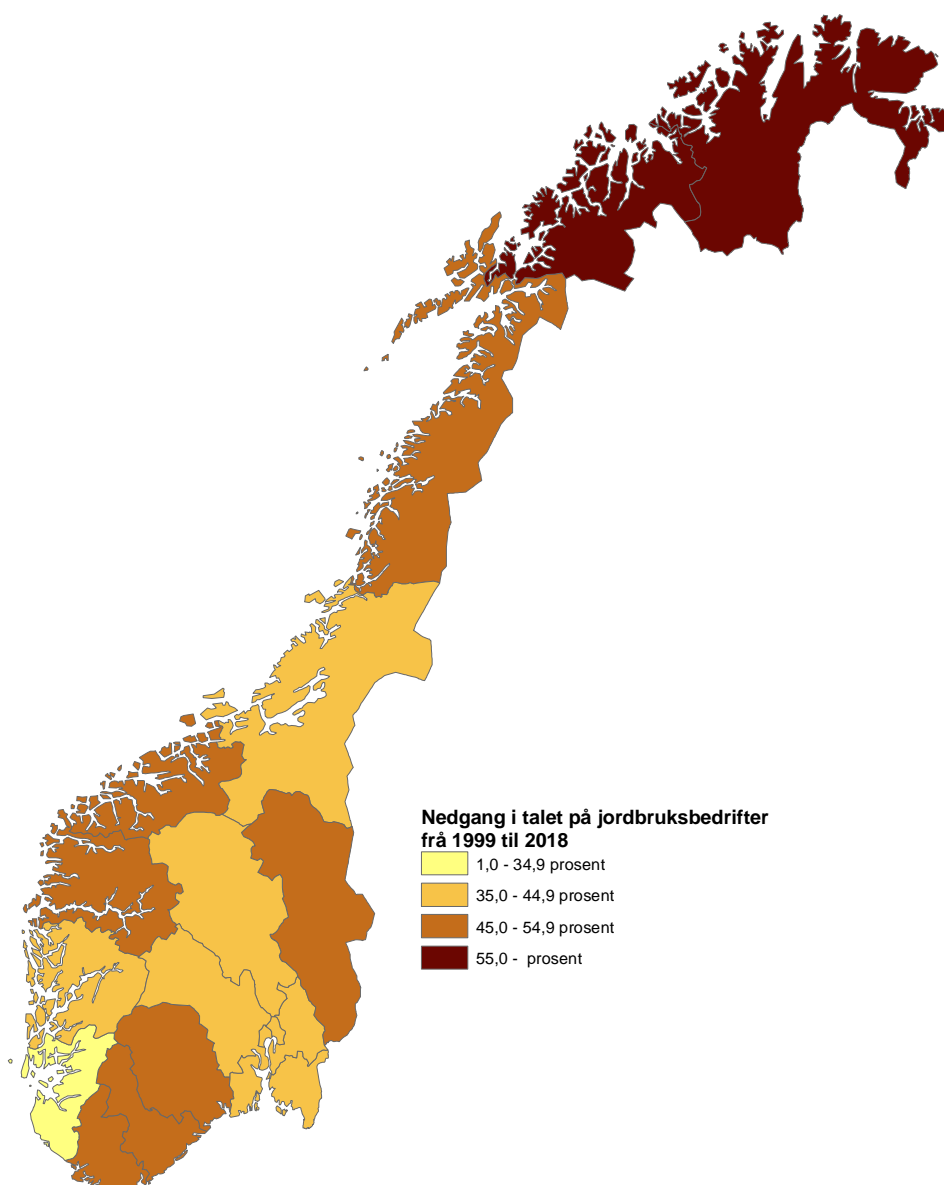 Nedgang i talet på jordbruksbedrifter
frå 1999 til 2018
1,0 - 34,9 prosent
35,0 - 44,9 prosent
45,0 - 54,9 prosent
55,0 - prosent